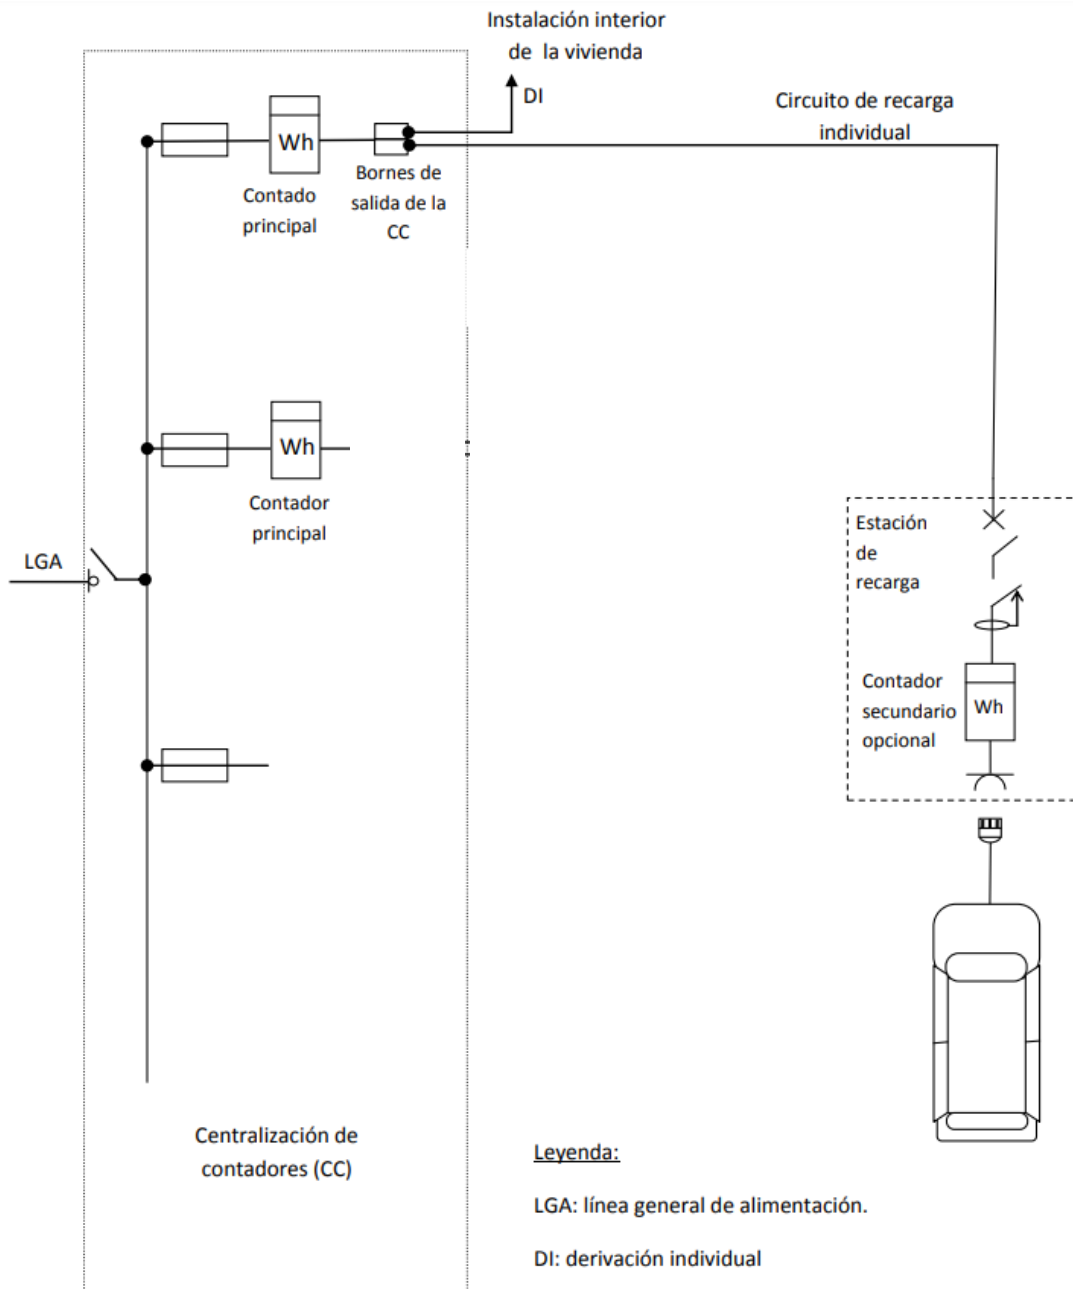 Instalación interior
de la vivienda
DI
Circuito de recarga
individual
Wh
Contado
principal
Bornes de
salida de la
CC
Wh
Contador
principal
LGA
Estación
de
recarga
Contador
secundario
opcional
Wh
Centralización de
contadores (CC)
Leyenda:
LGA: línea general de alimentación.
DI: derivación individual